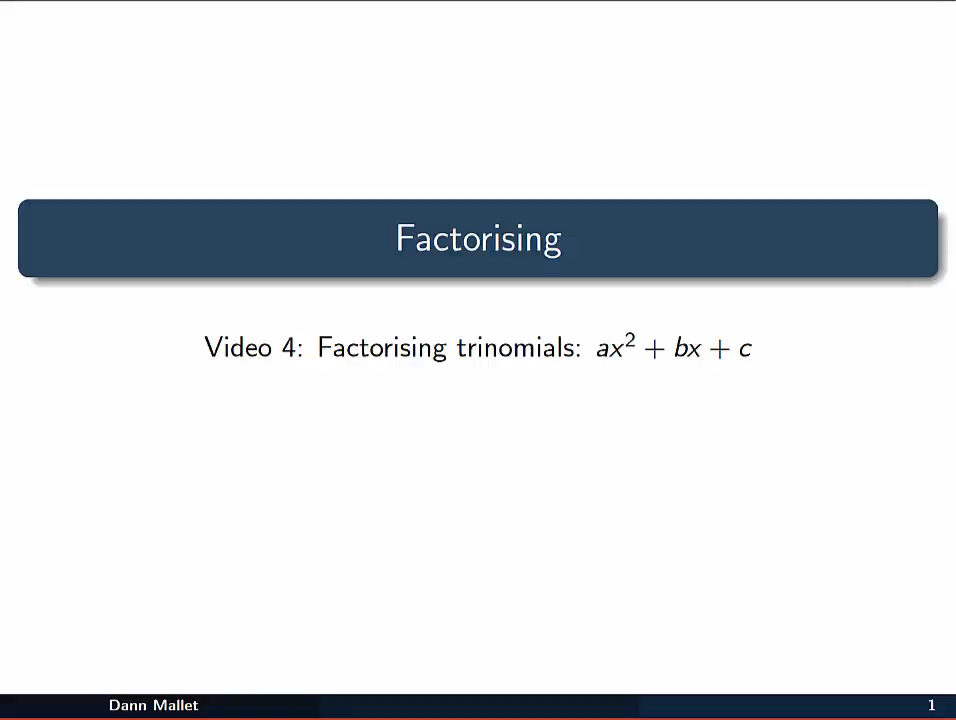 Factorising
Video 4: Factorising trinomials: ax² + bx + c
Dann Mallet
1